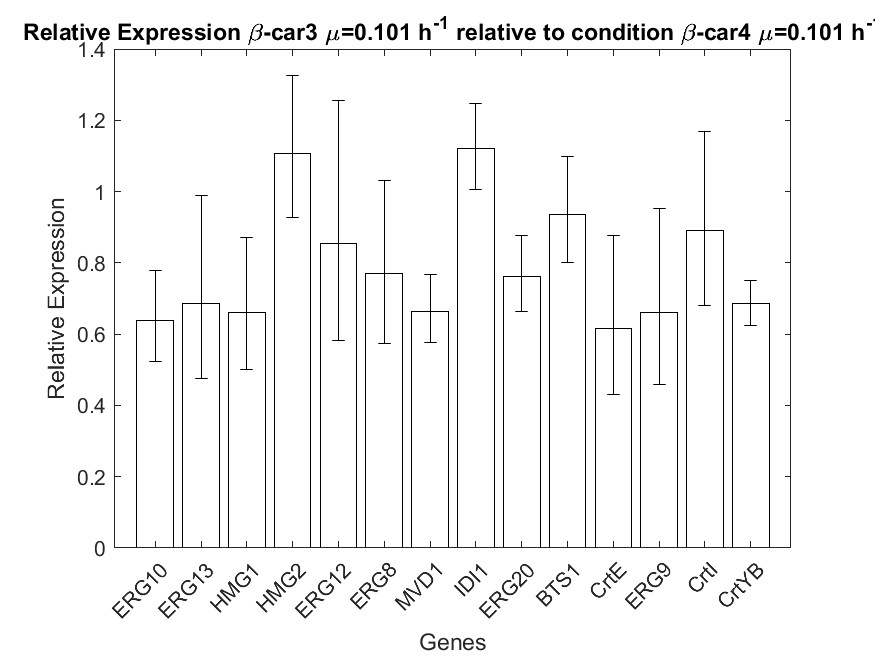 Relative Expression β-car3 μ=0.101 h-1 relative to condition β-car4 μ=0.101 h-1
1.4
1.2
1
0.8
0.6
0.4
0.2
0
Relative Expression
ERG10
ERG13
HMG1
HMG2
ERG12
ERG8
MVD1
IDI1
ERG20
BTS1
CrtE
ERG9
CrtI
CrtYB
Genes